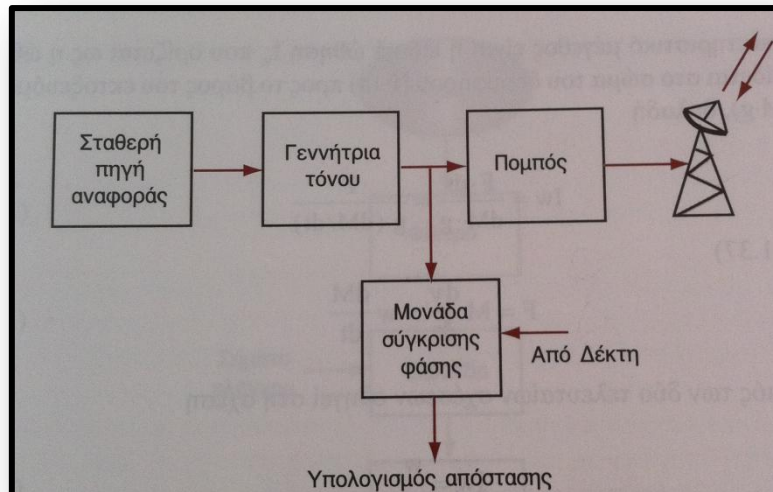 Σταθερή
πηγή
αναφοράς
Γεννήτρια
τόνου
Πομπός
Μονάδα
σύγκρισης
φάσης
Από Δέκτη
Υπολογισμός απόστασης